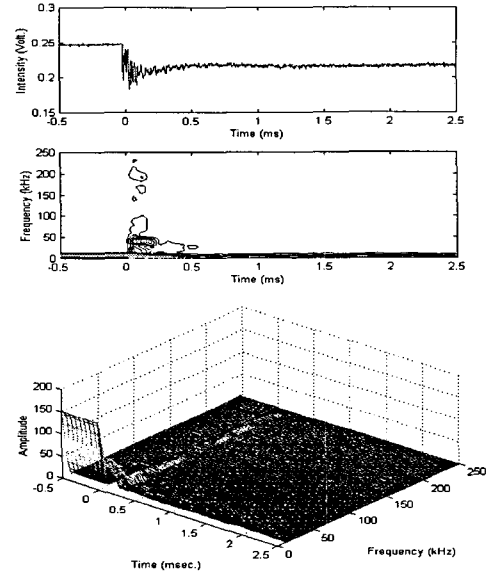 0.3
0.25
0.2
0.15
Intensity (Volt.)
-0.5 0 0.5 1 1.5 2 2.5
Time (ms)
250
200
150
100
50
0
Frequency (kHz)
-0.5 0 0.5 1 1.5 2 2.5
Time (ms)
200
150
100
50
0
Amplitude
-0.5 0 0.5 1 1.5 2 2.5
Time (msec.)
0 50 100 150 200 250
Frequency (kHz)